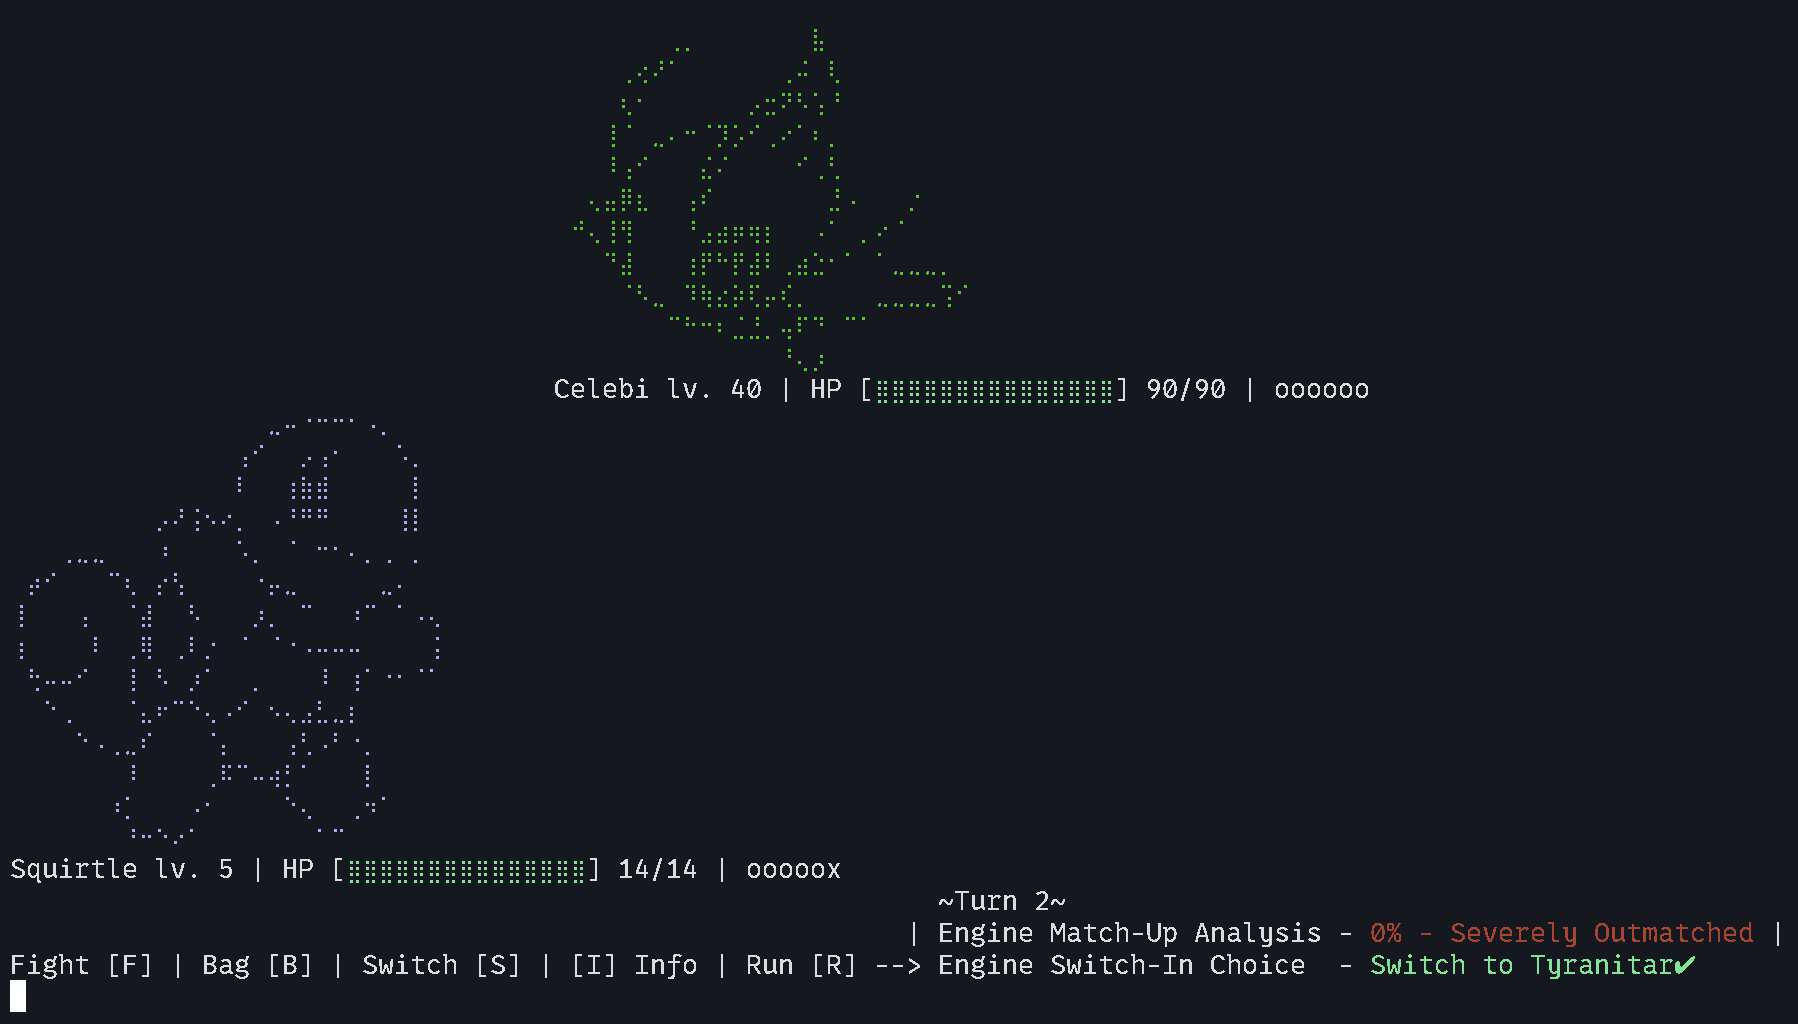 Celebi lv. 40 | HP [⣿⣿⣿⣿⣿⣿⣿⣿⣿⣿⣿⣿⣿⣿⣿] 90/90 | oooooo
Squirtle lv. 5 | HP [⣿⣿⣿⣿⣿⣿⣿⣿⣿⣿⣿⣿⣿⣿⣿] 14/14 | ooooox
~Turn 2~
| Engine Match-Up Analysis - 0% - Severely Outmatched |
Fight [F] | Bag [B] | Switch [S] | [I] Info | Run [R] --> Engine Switch-In Choice  - Switch to Tyranitar✔